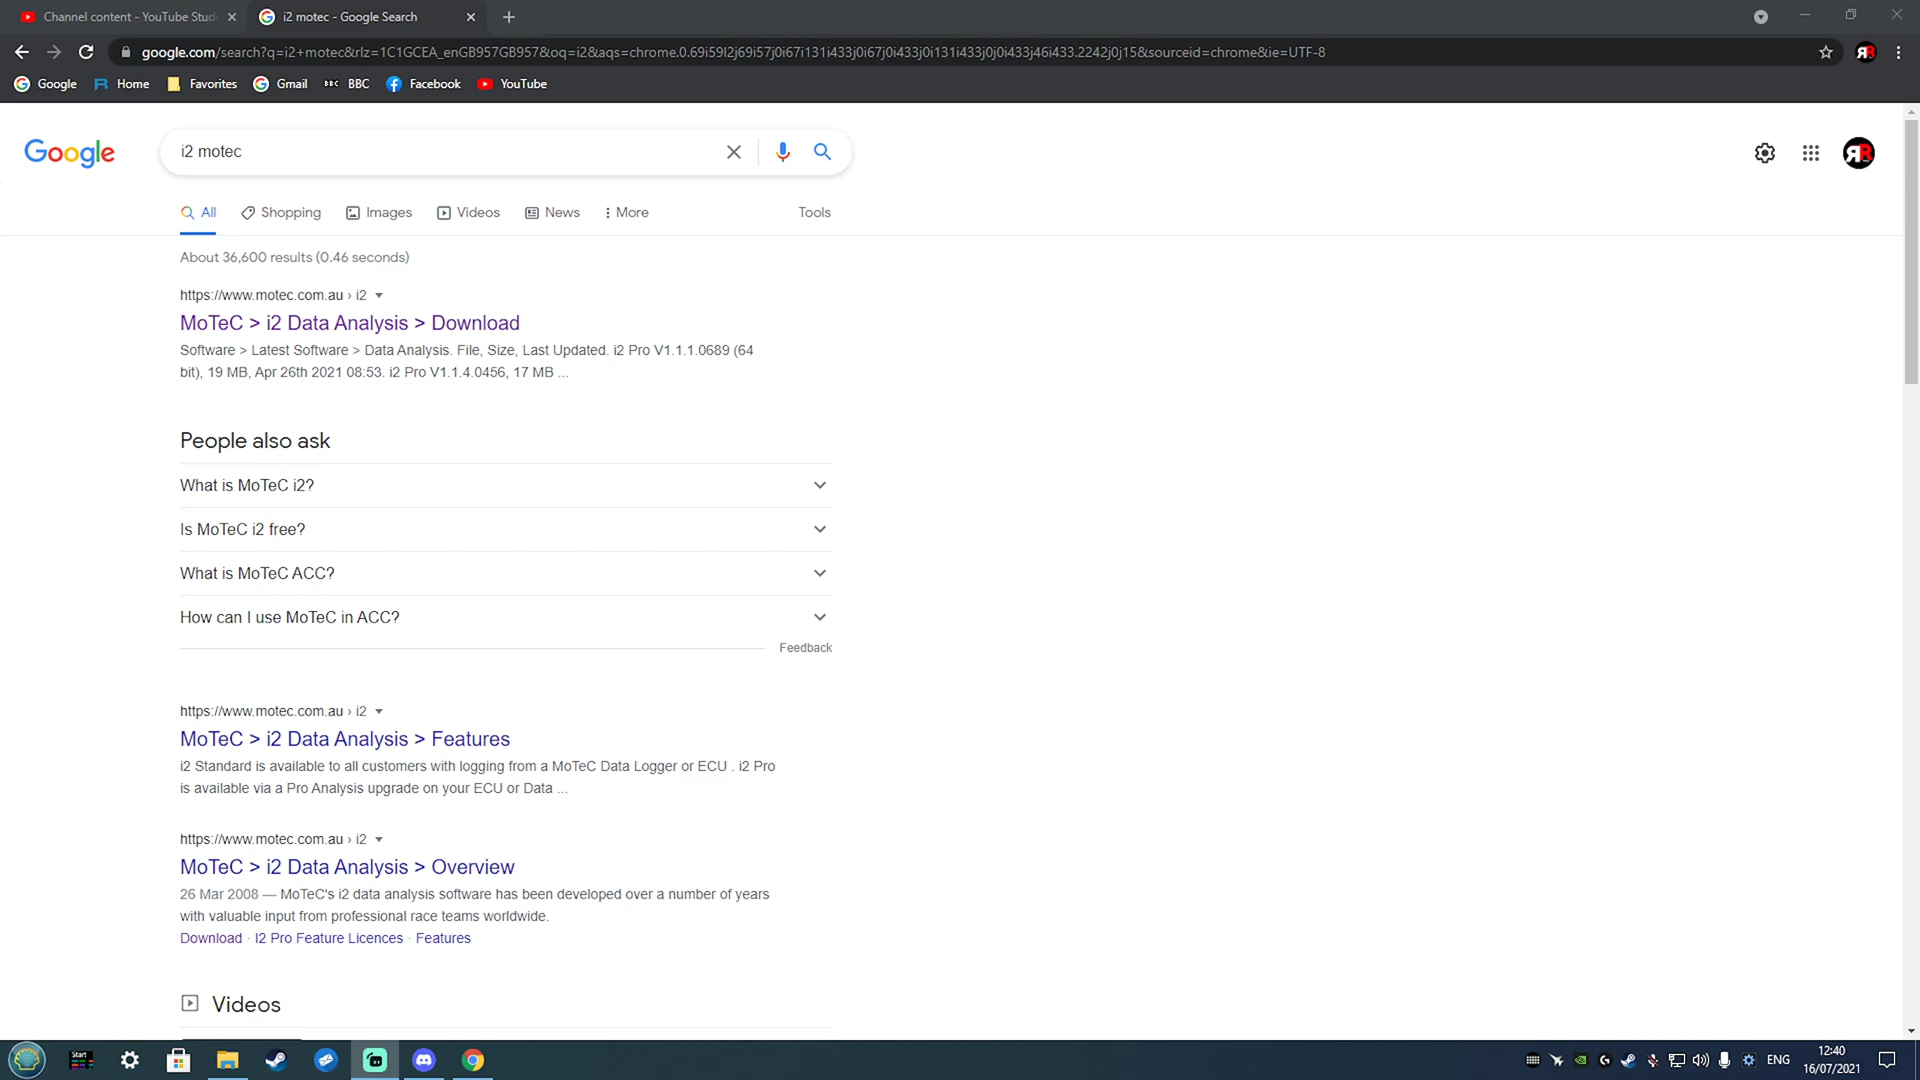 Channel content - YouTube Stud
i2 motec - Google Search
google.com/search?q=i2+motec&rlz=1C1GCEA_enGB957GB957&oq=i2&aqs=chrome.0.69i59l2j69i57j0i67i131i433j0i67j0i433j0i131i433j0j0i433j46i433.2242j0j15&sourceid=chrome&ie=UTF-8
Google
Home
Favorites
Gmail
BBC BBC
Facebook
YouTube
Google
i2 motec
All
Shopping
Images
Videos
News
More
Tools
About 36,600 results (0.46 seconds)
https://www.motec.com.au › i2
MoTeC > i2 Data Analysis > Download
Software > Latest Software > Data Analysis. File, Size, Last Updated. i2 Pro V1.1.1.0689 (64
bit), 19 MB, Apr 26th 2021 08:53. i2 Pro V1.1.4.0456, 17 MB ...
People also ask
What is MoTeC i2?
Is MoTeC i2 free?
What is MoTeC ACC?
How can I use MoTeC in ACC?
Feedback
https://www.motec.com.au › i2
MoTeC > i2 Data Analysis > Features
i2 Standard is available to all customers with logging from a MoTeC Data Logger or ECU . i2 Pro
is available via a Pro Analysis upgrade on your ECU or Data ...
https://www.motec.com.au › i2
MoTeC > i2 Data Analysis > Overview
26 Mar 2008 — MoTeC's i2 data analysis software has been developed over a number of years
with valuable input from professional race teams worldwide.
Download · I2 Pro Feature Licences · Features
Videos
Start
ENG
12:40
16/07/2021